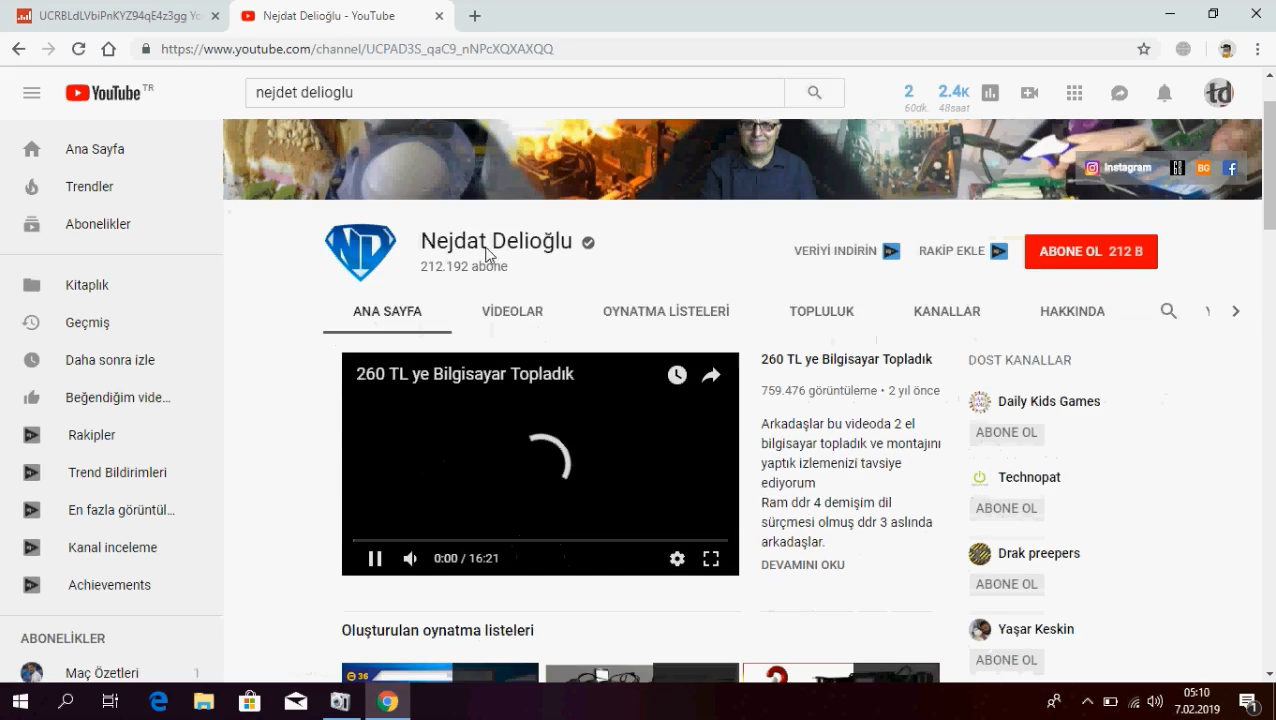 UCRBLdLVbiPnKYZ94qE4z3gg Yo
Nejdat Delioğlu - YouTube
https://www.youtube.com/channel/UCPAD3S_qaC9_nNPcXQXAXQQ
YouTube TR
nejdet delioglu
2
60dk.
2.4K
48saat
td
Ana Sayfa
Trendler
Abonelikler
Kitaplık
Geçmiş
Daha sonra izle
Beğendiğim vide...
Rakipler
Trend Bildirimleri
En fazla görüntül...
Kanal inceleme
Achievements
ABONELİKLER
Maç Özetleri 1
Instagram
BG
ND
Nejdat Delioğlu
212.192 abone
VERİYİ İNDİRİN
RAKİP EKLE
ABONE OL 212 B
ANA SAYFA
VİDEOLAR
OYNATMA LİSTELERİ
TOPLULUK
KANALLAR
HAKKINDA
260 TL ye Bilgisayar Topladık
0:00 / 16:21
260 TL ye Bilgisayar Topladık
759.476 görüntüleme • 2 yıl önce
Arkadaşlar bu videoda 2 el
bilgisayar topladık ve montajını
yaptık izlemenizi tavsiye
ediyorum
Ram ddr 4 demişim dil
sürçmesi olmuş ddr 3 aslında
arkadaşlar.
DEVAMINI OKU
DOST KANALLAR
Daily Kids Games
ABONE OL
Technopat
ABONE OL
Drak preepers
ABONE OL
Yaşar Keskin
ABONE OL
Oluşturulan oynatma listeleri
36
?
05:10
7.02.2019
1